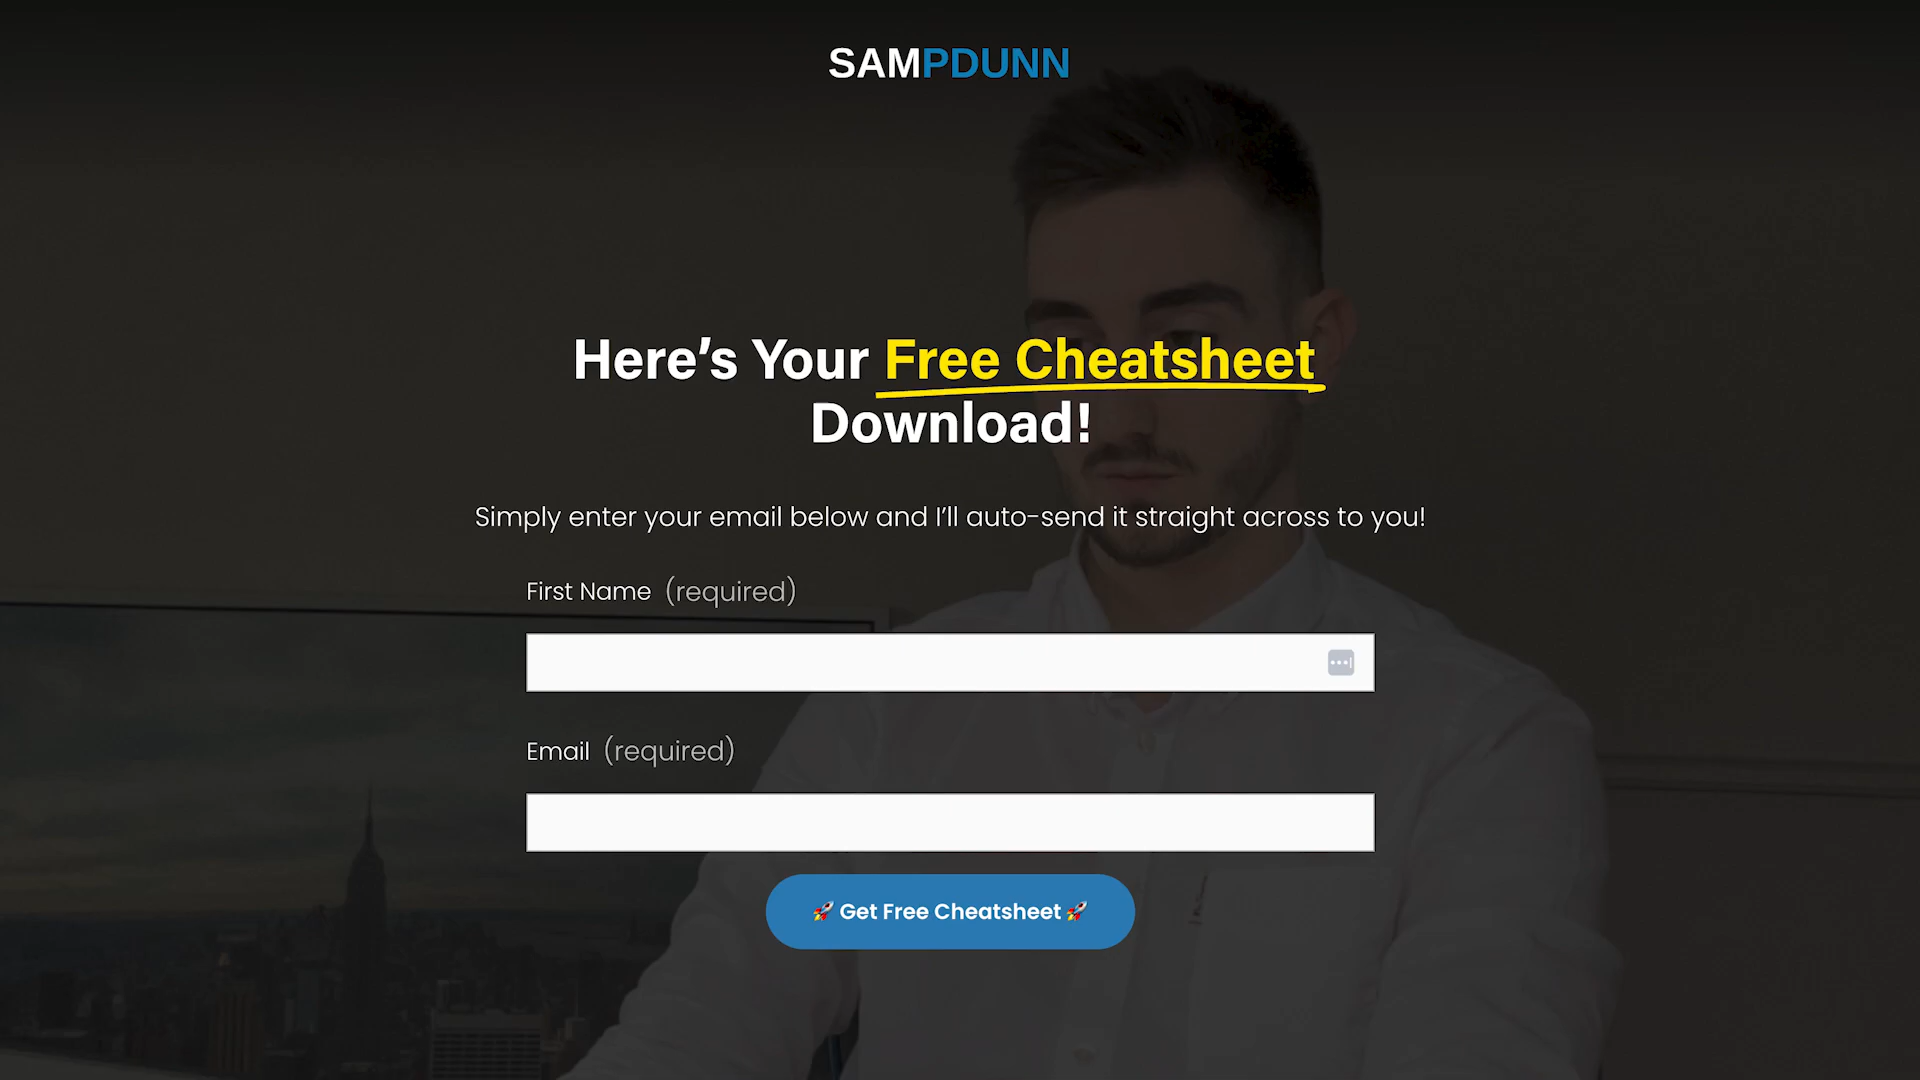 SAMPDUNN
Here’s Your Free Cheatsheet
Download!
Simply enter your email below and I’ll auto-send it straight across to you!
First Name (required)
Email (required)
🚀 Get Free Cheatsheet 🚀